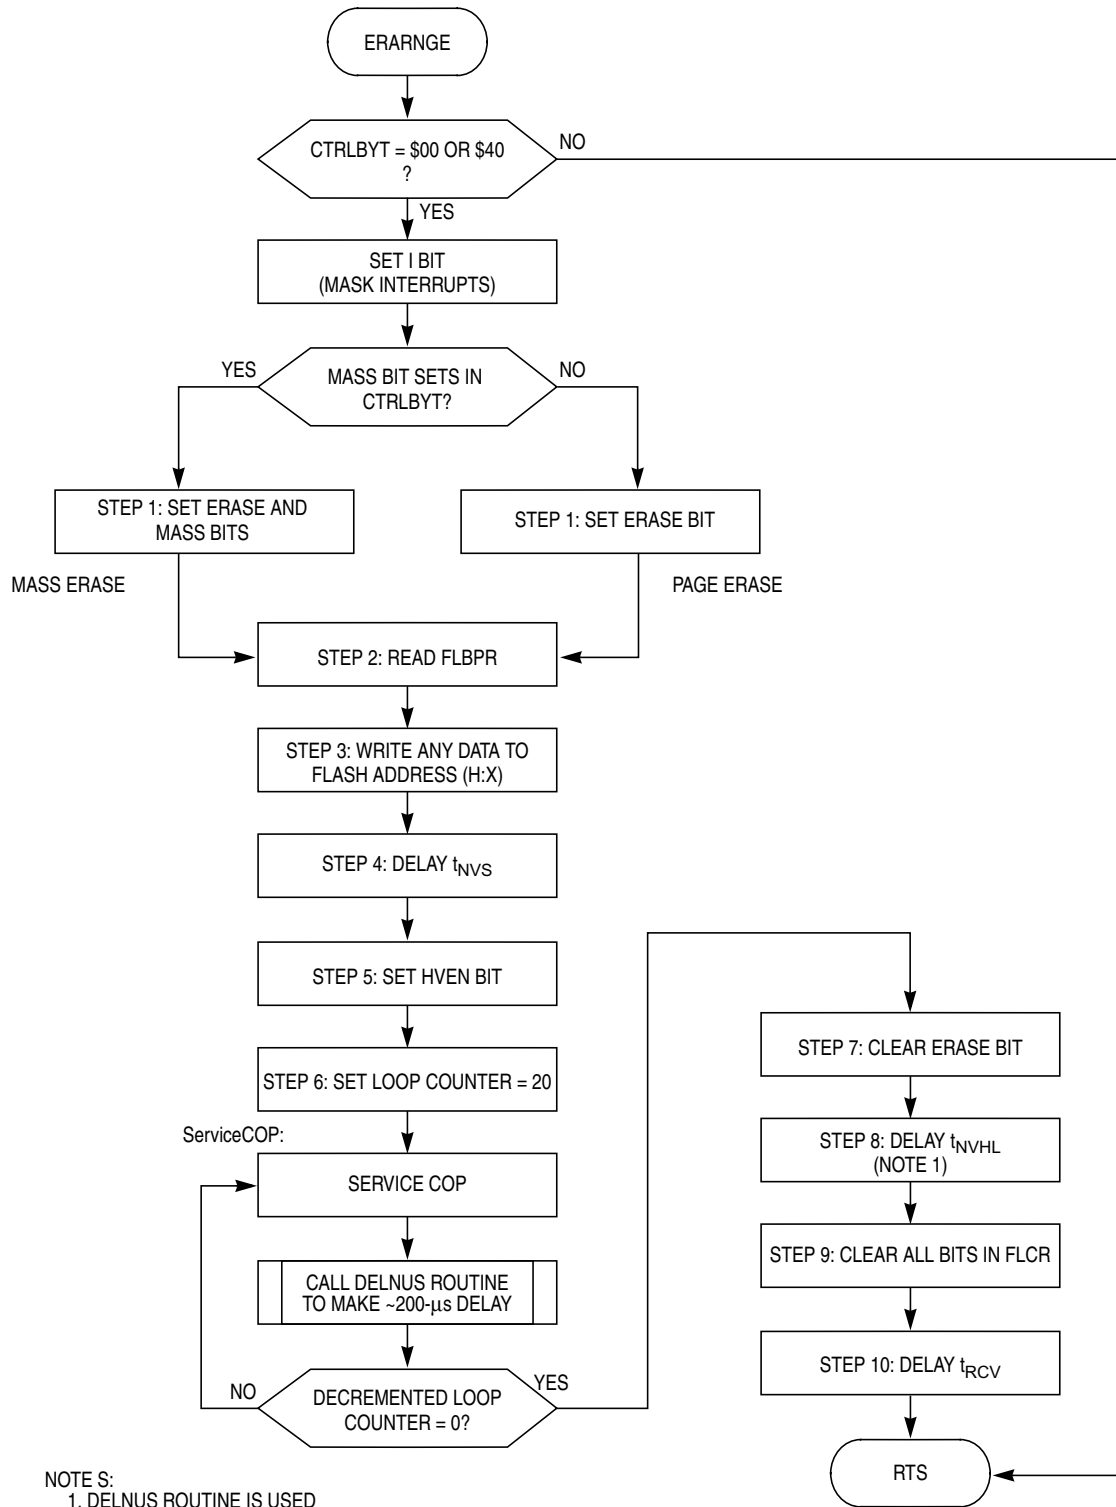 ERARNGE
CTRLBYT = $00 OR $40
?
NO
YES
SET I BIT
(MASK INTERRUPTS)
YES
MASS BIT SETS IN
CTRLBYT?
NO
STEP 1: SET ERASE AND
MASS BITS
STEP 1: SET ERASE BIT
MASS ERASE
PAGE ERASE
STEP 2: READ FLBPR
STEP 3: WRITE ANY DATA TO
FLASH ADDRESS (H:X)
STEP 4: DELAY tNVS
STEP 5: SET HVEN BIT
STEP 6: SET LOOP COUNTER = 20
ServiceCOP:
SERVICE COP
CALL DELNUS ROUTINE
TO MAKE ~200-μs DELAY
NO
DECREMENTED LOOP
COUNTER = 0?
YES
STEP 7: CLEAR ERASE BIT
STEP 8: DELAY tNVHL
(NOTE 1)
STEP 9: CLEAR ALL BITS IN FLCR
STEP 10: DELAY tRCV
RTS
NOTE S:
1. DELNUS ROUTINE IS USED